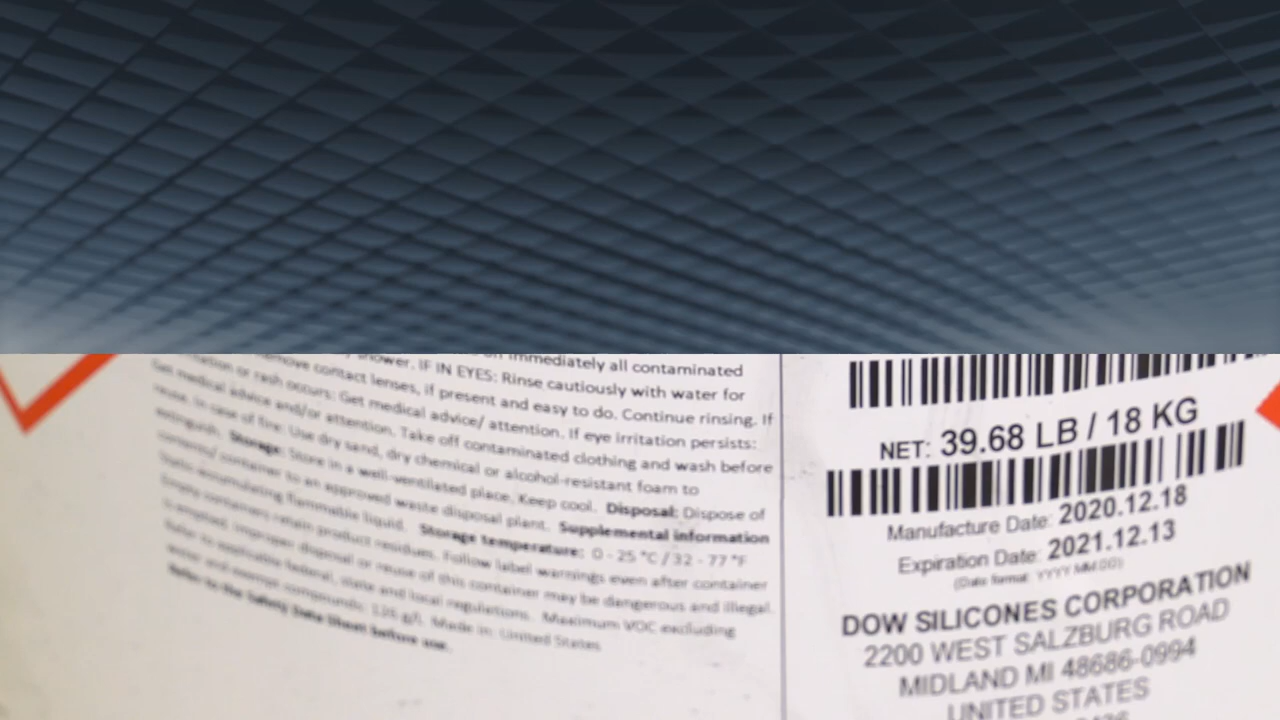 shower. IF IN EYES: Rinse cautiously with water for
immediately all contaminated
remove contact lenses, if present and easy to do. Continue rinsing. If
or rash occurs: Get medical advice/ attention. If eye irritation persists:
Get medical advice and/or attention. Take off contaminated clothing and wash before
reuse. In case of fire: Use dry sand, dry chemical or alcohol-resistant foam to
extinguish. Storage: Store in a well-ventilated place. Keep cool. Disposal: Dispose of
contents/ container to an approved waste disposal plant. Supplemental information
Static-accumulating flammable liquid. Storage temperature: 0 - 25 °C / 32 - 77 °F
Empty containers retain product residues. Follow label warnings even after container
is emptied. Improper disposal or reuse of this container may be dangerous and illegal.
Refer to applicable federal, state and local regulations. Maximum VOC excluding
water and exempt compounds: 126 g/l. Made in: United States
Refer to the Safety Data Sheet before use.
NET: 39.68 LB / 18 KG
Manufacture Date: 2020.12.18
Expiration Date: 2021.12.13
(Date format: YYYY.MM.DD)
DOW SILICONES CORPORATION
2200 WEST SALZBURG ROAD
MIDLAND MI 48686-0994
UNITED STATES